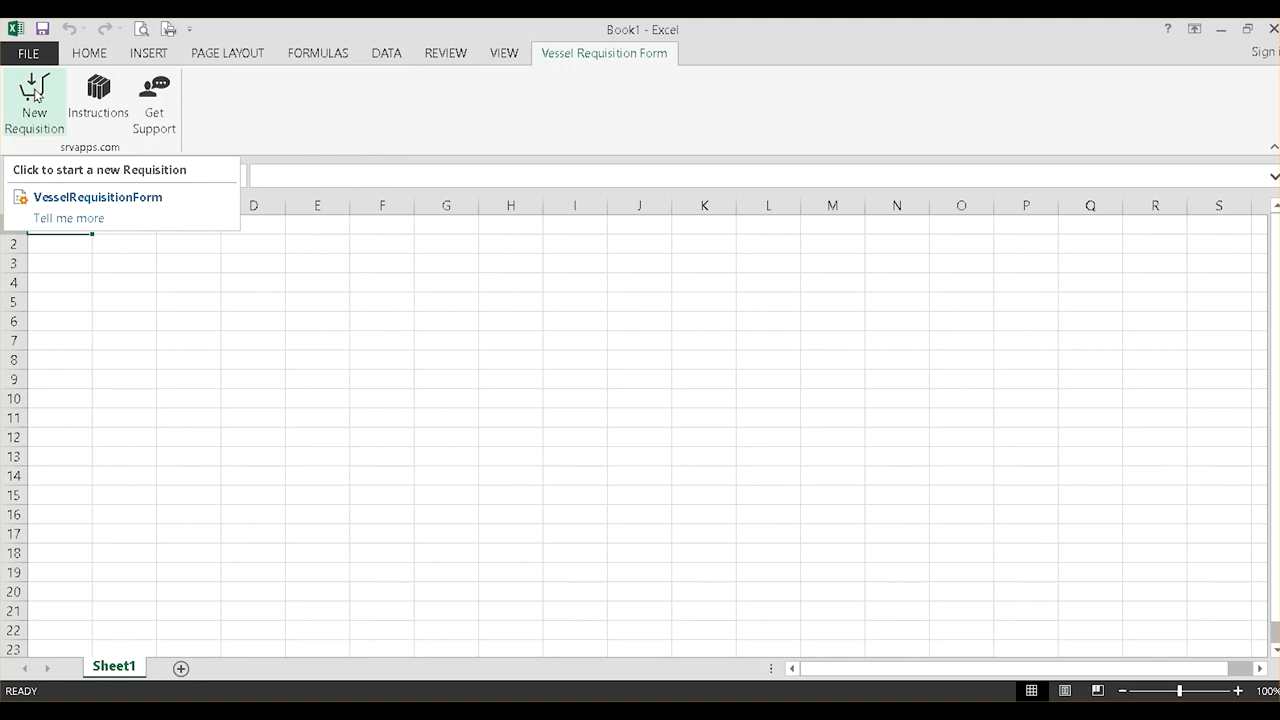 Book1 - Excel
?
FILE HOME INSERT PAGE LAYOUT FORMULAS DATA REVIEW VIEW Vessel Requisition Form
New Requisition
Instructions
Get Support
srvapps.com
Click to start a new Requisition
VesselRequisitionForm
Tell me more
D E F G H I J K L M N O P Q R S
2
3
4
5
6
7
8
9
10
11
12
13
14
15
16
17
18
19
20
21
22
23
Sheet1
READY
100%